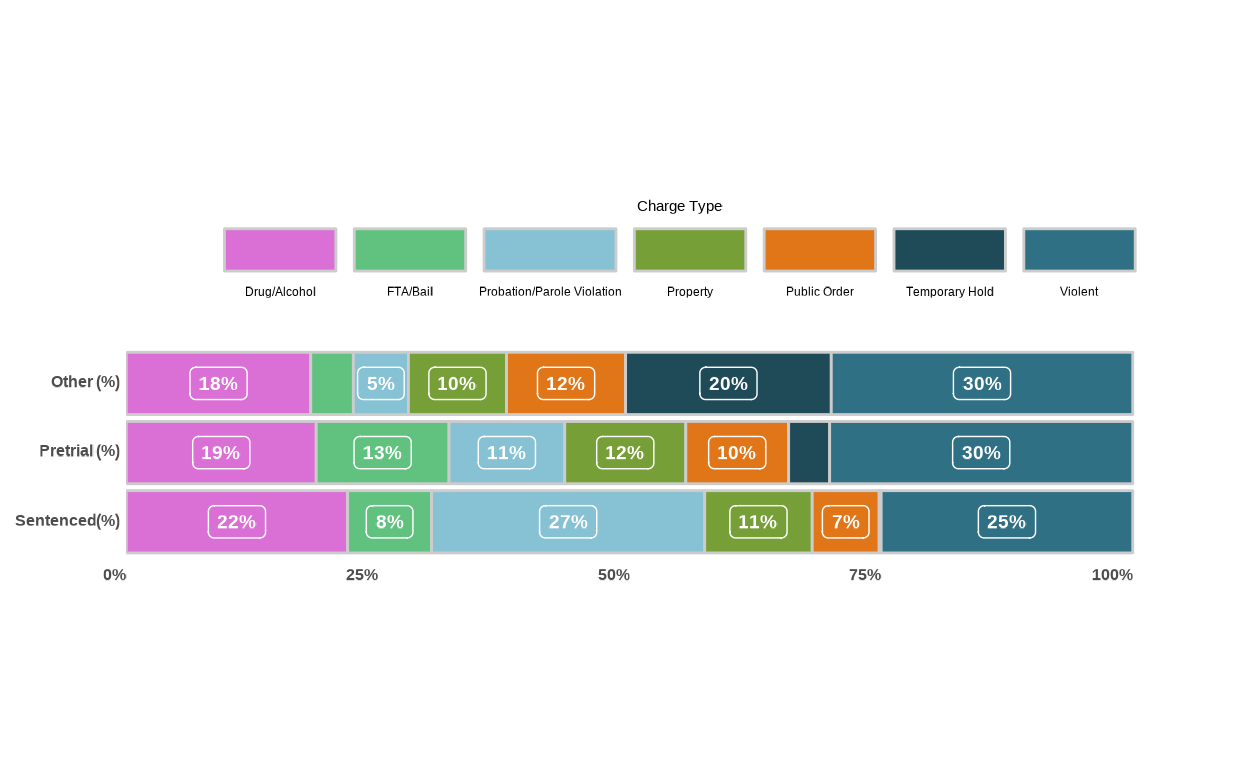 Charge Type
Drug/Alcohol FTA/Bail Probation/Parole Violation Property Public Order Temporary Hold Violent
Other (%) 18% 5% 10% 12% 20% 30%
Pretrial (%) 19% 13% 11% 12% 10% 30%
Sentenced(%) 22% 8% 27% 11% 7% 25%
0% 25% 50% 75% 100%